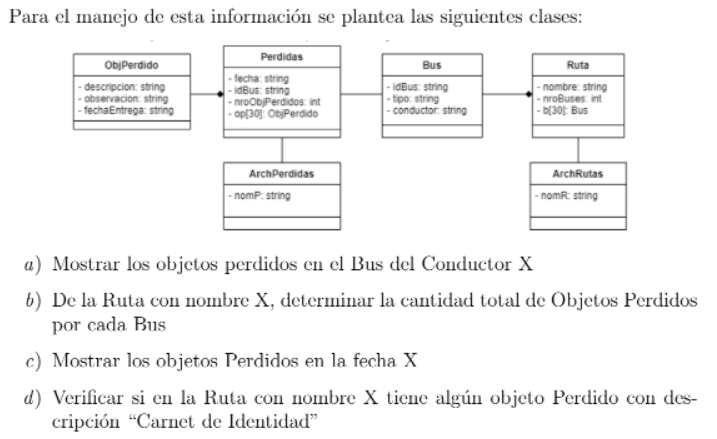 Para el manejo de esta información se plantea las siguientes clases:
ObjPerdido
- descripcion: string
- observacion: string
- fechaEntrega: string
Perdidas
- fecha: string
- idBus: string
- nroObjPerdidos: int
- op[30]: ObjPerdido
Bus
- idBus: string
- tipo: string
- conductor: string
Ruta
- nombre: string
- nroBuses: int
- b[30]: Bus
ArchPerdidas
- nomP: string
ArchRutas
- nomR: string
a) Mostrar los objetos perdidos en el Bus del Conductor X
b) De la Ruta con nombre X, determinar la cantidad total de Objetos Perdidos
por cada Bus
c) Mostrar los objetos Perdidos en la fecha X
d) Verificar si en la Ruta con nombre X tiene algún objeto Perdido con des-
cripción “Carnet de Identidad”